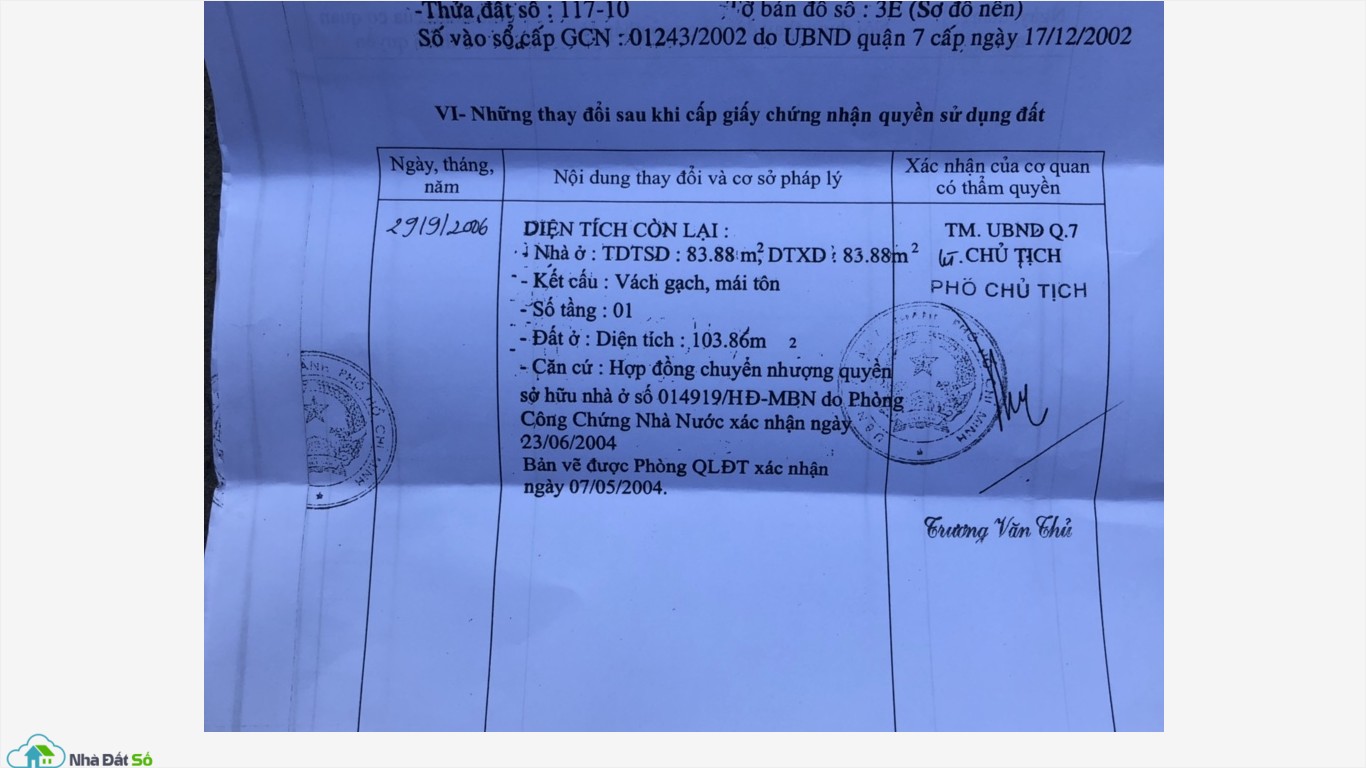 -Thửa đất số : 117-10 Tờ bản đồ số : 3E (Sơ đồ nền)
Số vào sổ cấp GCN : 01243/2002 do UBND quận 7 cấp ngày 17/12/2002
VI- Những thay đổi sau khi cấp giấy chứng nhận quyền sử dụng đất
Ngày, tháng, năm
Nội dung thay đổi và cơ sở pháp lý
Xác nhận của cơ quan
có thẩm quyền
29/9/2006
DIỆN TÍCH CÒN LẠI :
- Nhà ở : TDTSD : 83.88 m², DTXD : 83.88m²
- Kết cấu : Vách gạch, mái tôn
- Số tầng : 01
- Đất ở : Diện tích : 103.86m 2
- Căn cứ : Hợp đồng chuyển nhượng quyền
sở hữu nhà ở số 014919/HĐ-MBN do Phòng
Công Chứng Nhà Nước xác nhận ngày
23/06/2004
Bản vẽ được Phòng QLĐT xác nhận
ngày 07/05/2004.
TM. UBND Q.7
KT.CHỦ TỊCH
PHÓ CHỦ TỊCH
Trương Văn Thủ
Nhà Đất Số